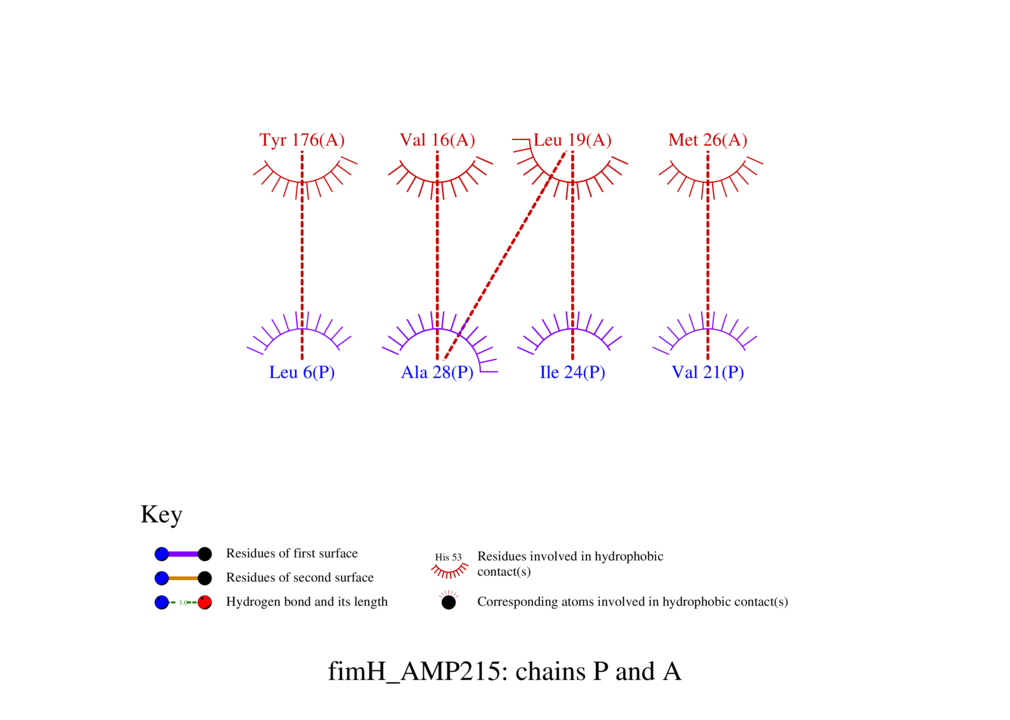 Tyr 176(A) Val 16(A) Leu 19(A) Met 26(A)
Leu 6(P) Ala 28(P) Ile 24(P) Val 21(P)
Key
Residues of first surface
Residues of second surface
3.0
Hydrogen bond and its length
His 53
Residues involved in hydrophobic
contact(s)
Corresponding atoms involved in hydrophobic contact(s)
fimH_AMP215: chains P and A